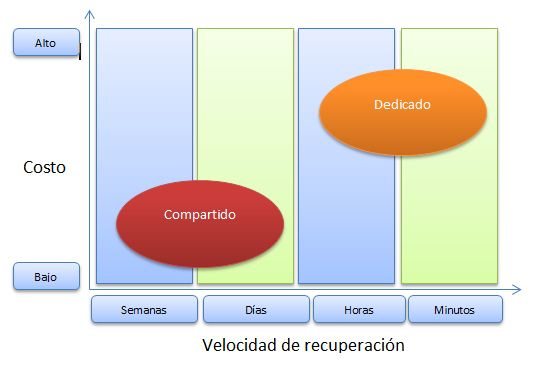 Alto
Dedicado
Costo
Compartido
Bajo
Semanas
Días
Horas
Minutos
Velocidad de recuperación